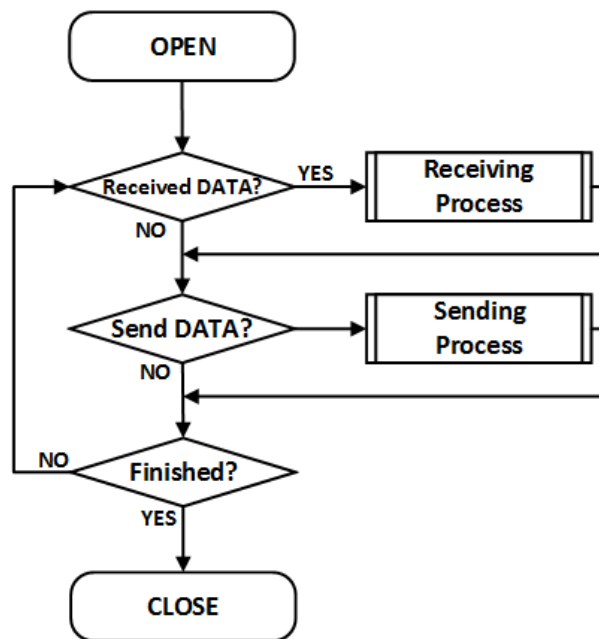 OPEN
Received DATA?
YES
Receiving
Process
NO
Send DATA?
Sending
Process
NO
Finished?
NO
YES
CLOSE